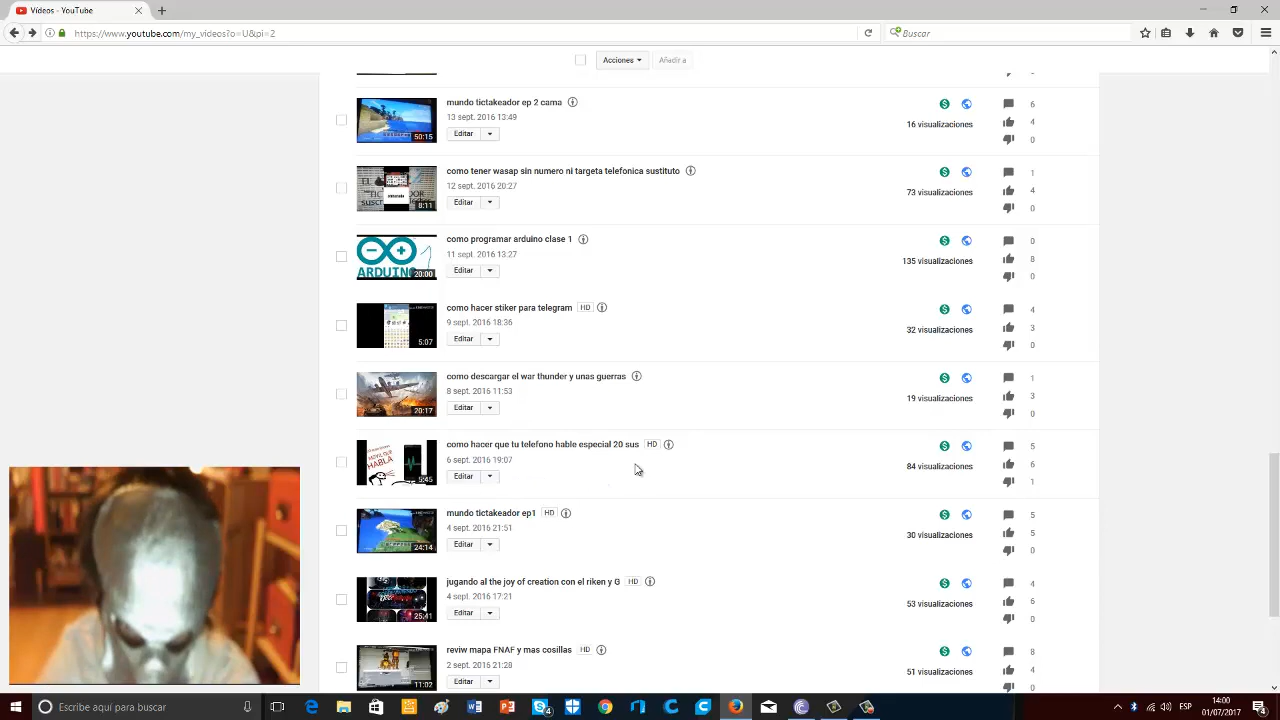 Vídeos - YouTube
https://www.youtube.com/my_videos?o=U&pi=2
Buscar
Acciones
Añadir a
mundo tictakeador ep 2 cama
13 sept. 2016 13:49
Editar
50:15
16 visualizaciones
6
4
0
como tener wasap sin numero ni targeta telefonica sustituto
12 sept. 2016 20:27
Editar
8:11
73 visualizaciones
1
4
0
como programar arduino clase 1
11 sept. 2016 13:27
Editar
ARDUINO
20:00
135 visualizaciones
0
8
0
como hacer stiker para telegram HD
9 sept. 2016 18:36
Editar
5:07
32 visualizaciones
4
3
0
como descargar el war thunder y unas guerras
8 sept. 2016 11:53
Editar
20:17
19 visualizaciones
1
3
0
como hacer que tu telefono hable especial 20 sus HD
6 sept. 2016 19:07
Editar
HABLA
5:45
84 visualizaciones
5
6
1
mundo tictakeador ep1 HD
4 sept. 2016 21:51
Editar
24:14
30 visualizaciones
5
5
0
jugando al the joy of creation con el riken y G HD
4 sept. 2016 17:21
Editar
25:41
53 visualizaciones
4
6
0
reviw mapa FNAF y mas cosillas HD
2 sept. 2016 21:28
Editar
11:02
51 visualizaciones
8
4
0
Escribe aquí para buscar
ESP
14:00
01/07/2017